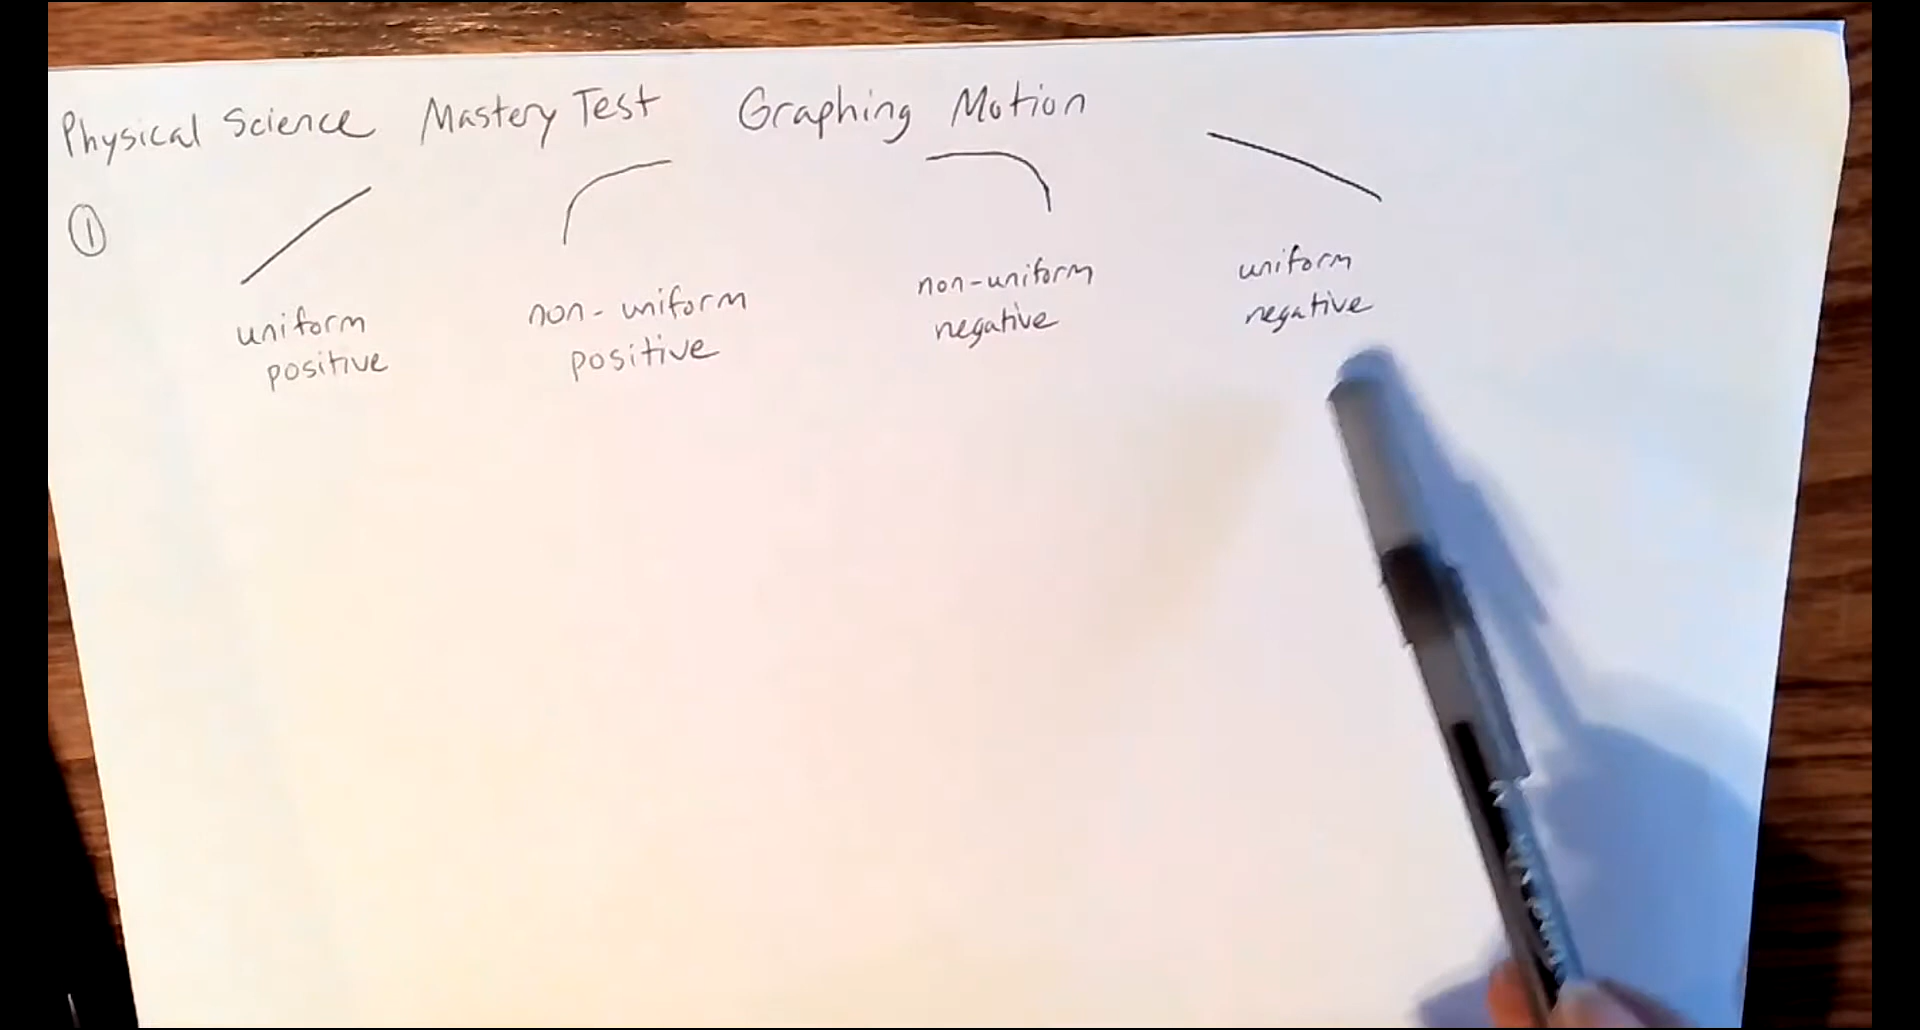 Physical Science Mastery Test Graphing Motion
1
uniform
positive
non-uniform
positive
non-uniform
negative
uniform
negative